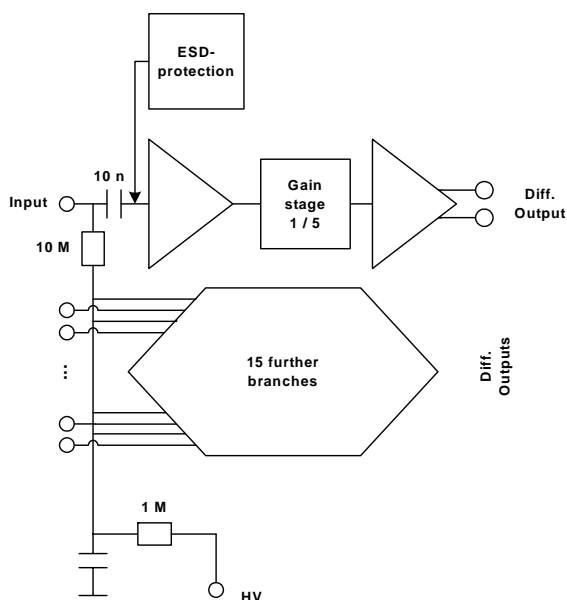 ESD-
protection
10 n
Input
Gain
stage
1 / 5
Diff.
Output
10 M
...
15 further
branches
Diff.
Outputs
1 M
HV